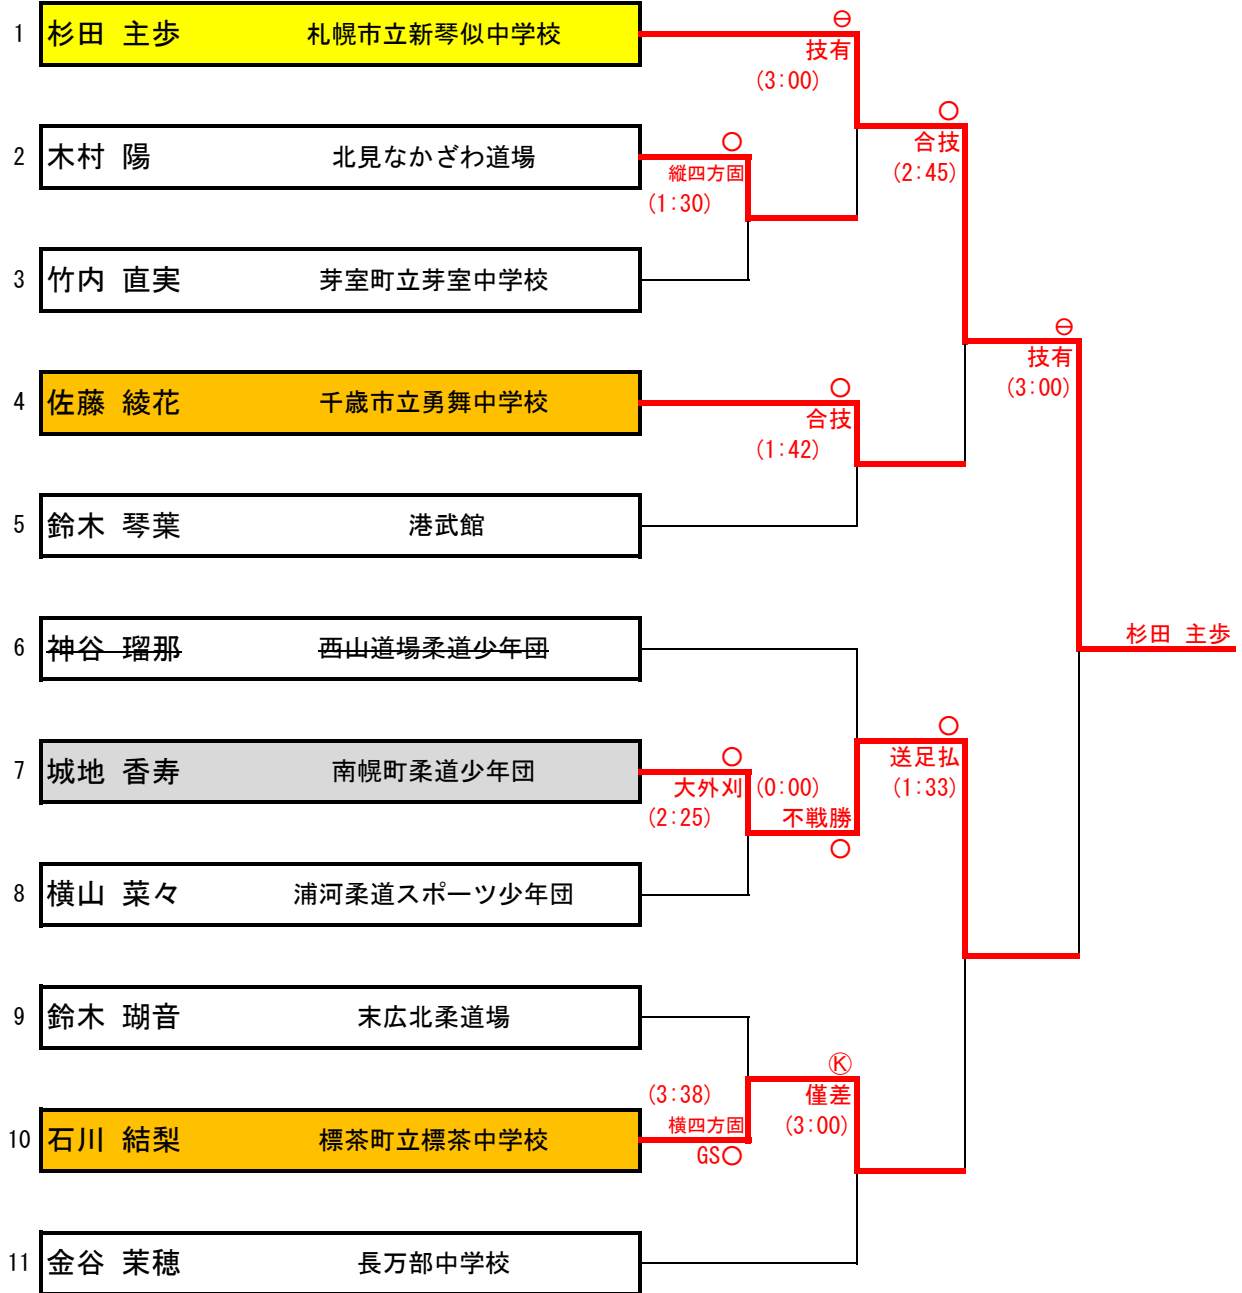 1 杉田 主歩 札幌市立新琴似中学校
⊖
技有
(3:00)
○
合技
(2:45)
2 木村 陽 北見なかざわ道場
○
縦四方固
(1:30)
3 竹内 直実 芽室町立芽室中学校
⊖
技有
(3:00)
4 佐藤 綾花 千歳市立勇舞中学校
○
合技
(1:42)
5 鈴木 琴葉 港武館
6 神谷 瑠那 西山道場柔道少年団
杉田 主歩
7 城地 香寿 南幌町柔道少年団
○
大外刈
(2:25)
(0:00)
不戦勝
○
○
送足払
(1:33)
8 横山 菜々 浦河柔道スポーツ少年団
9 鈴木 瑚音 末広北柔道場
Ⓚ
僅差
(3:00)
10 石川 結梨 標茶町立標茶中学校
(3:38)
横四方固
GS○
11 金谷 茉穂 長万部中学校